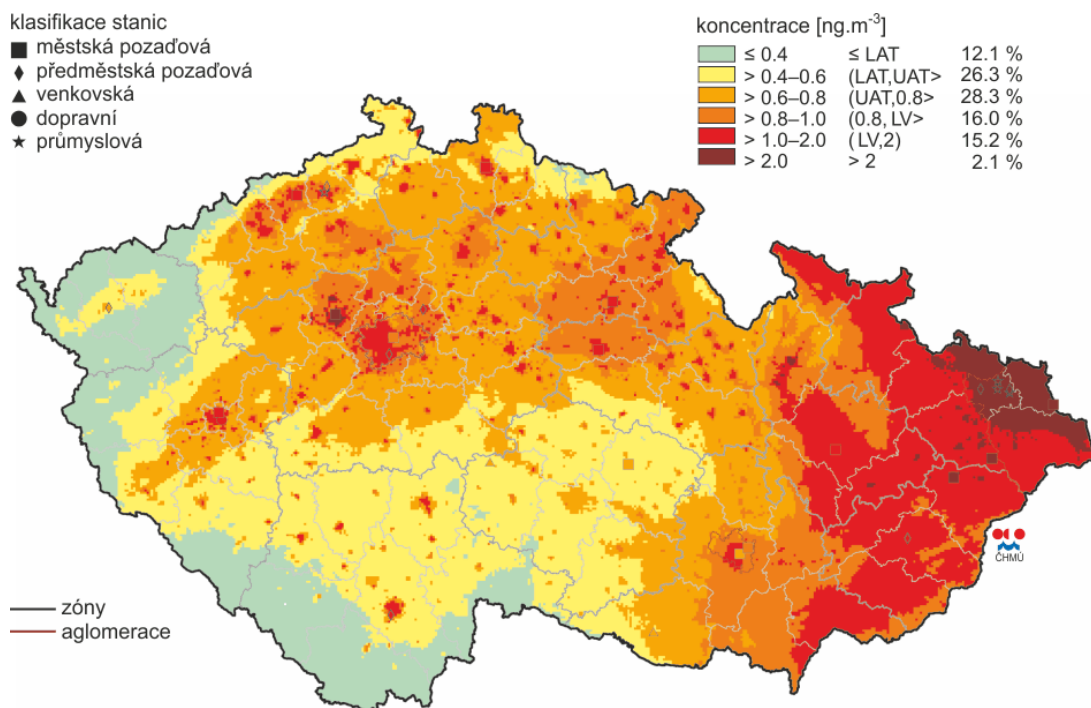 klasifikace stanic
městská pozaďová
předměstská pozaďová
venkovská
dopravní
průmyslová
koncentrace [ng.m⁻³]
≤ 0.4 ≤ LAT 12.1 %
> 0.4–0.6 (LAT,UAT> 26.3 %
> 0.6–0.8 (UAT,0.8> 28.3 %
> 0.8–1.0 (0.8, LV> 16.0 %
> 1.0–2.0 (LV,2) 15.2 %
> 2.0 > 2 2.1 %
ČHMÚ
zóny
aglomerace